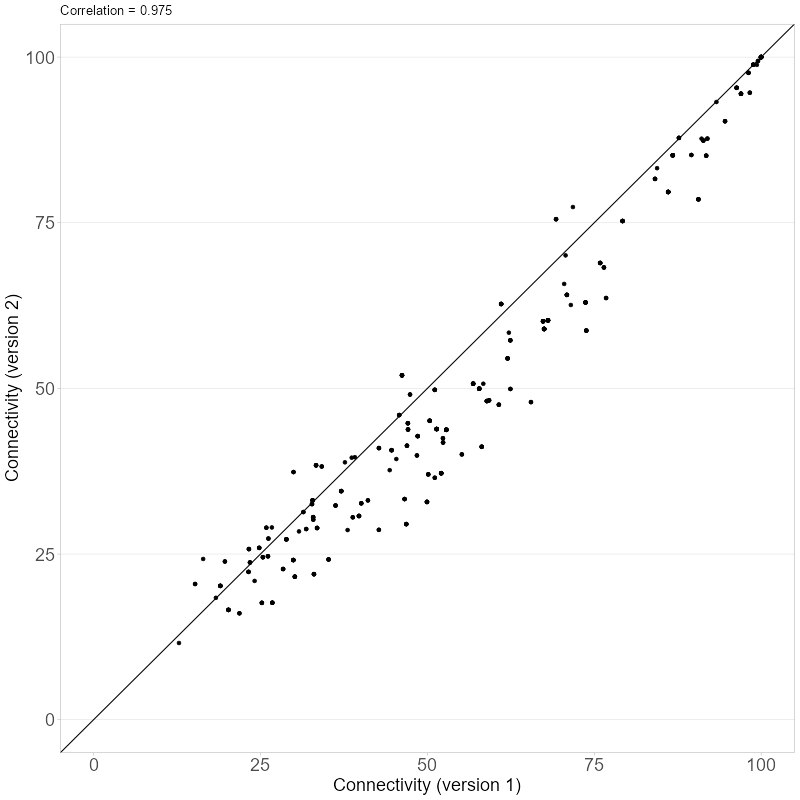 Correlation = 0.975
100
75
50
25
0
Connectivity (version 2)
0 25 50 75 100
Connectivity (version 1)